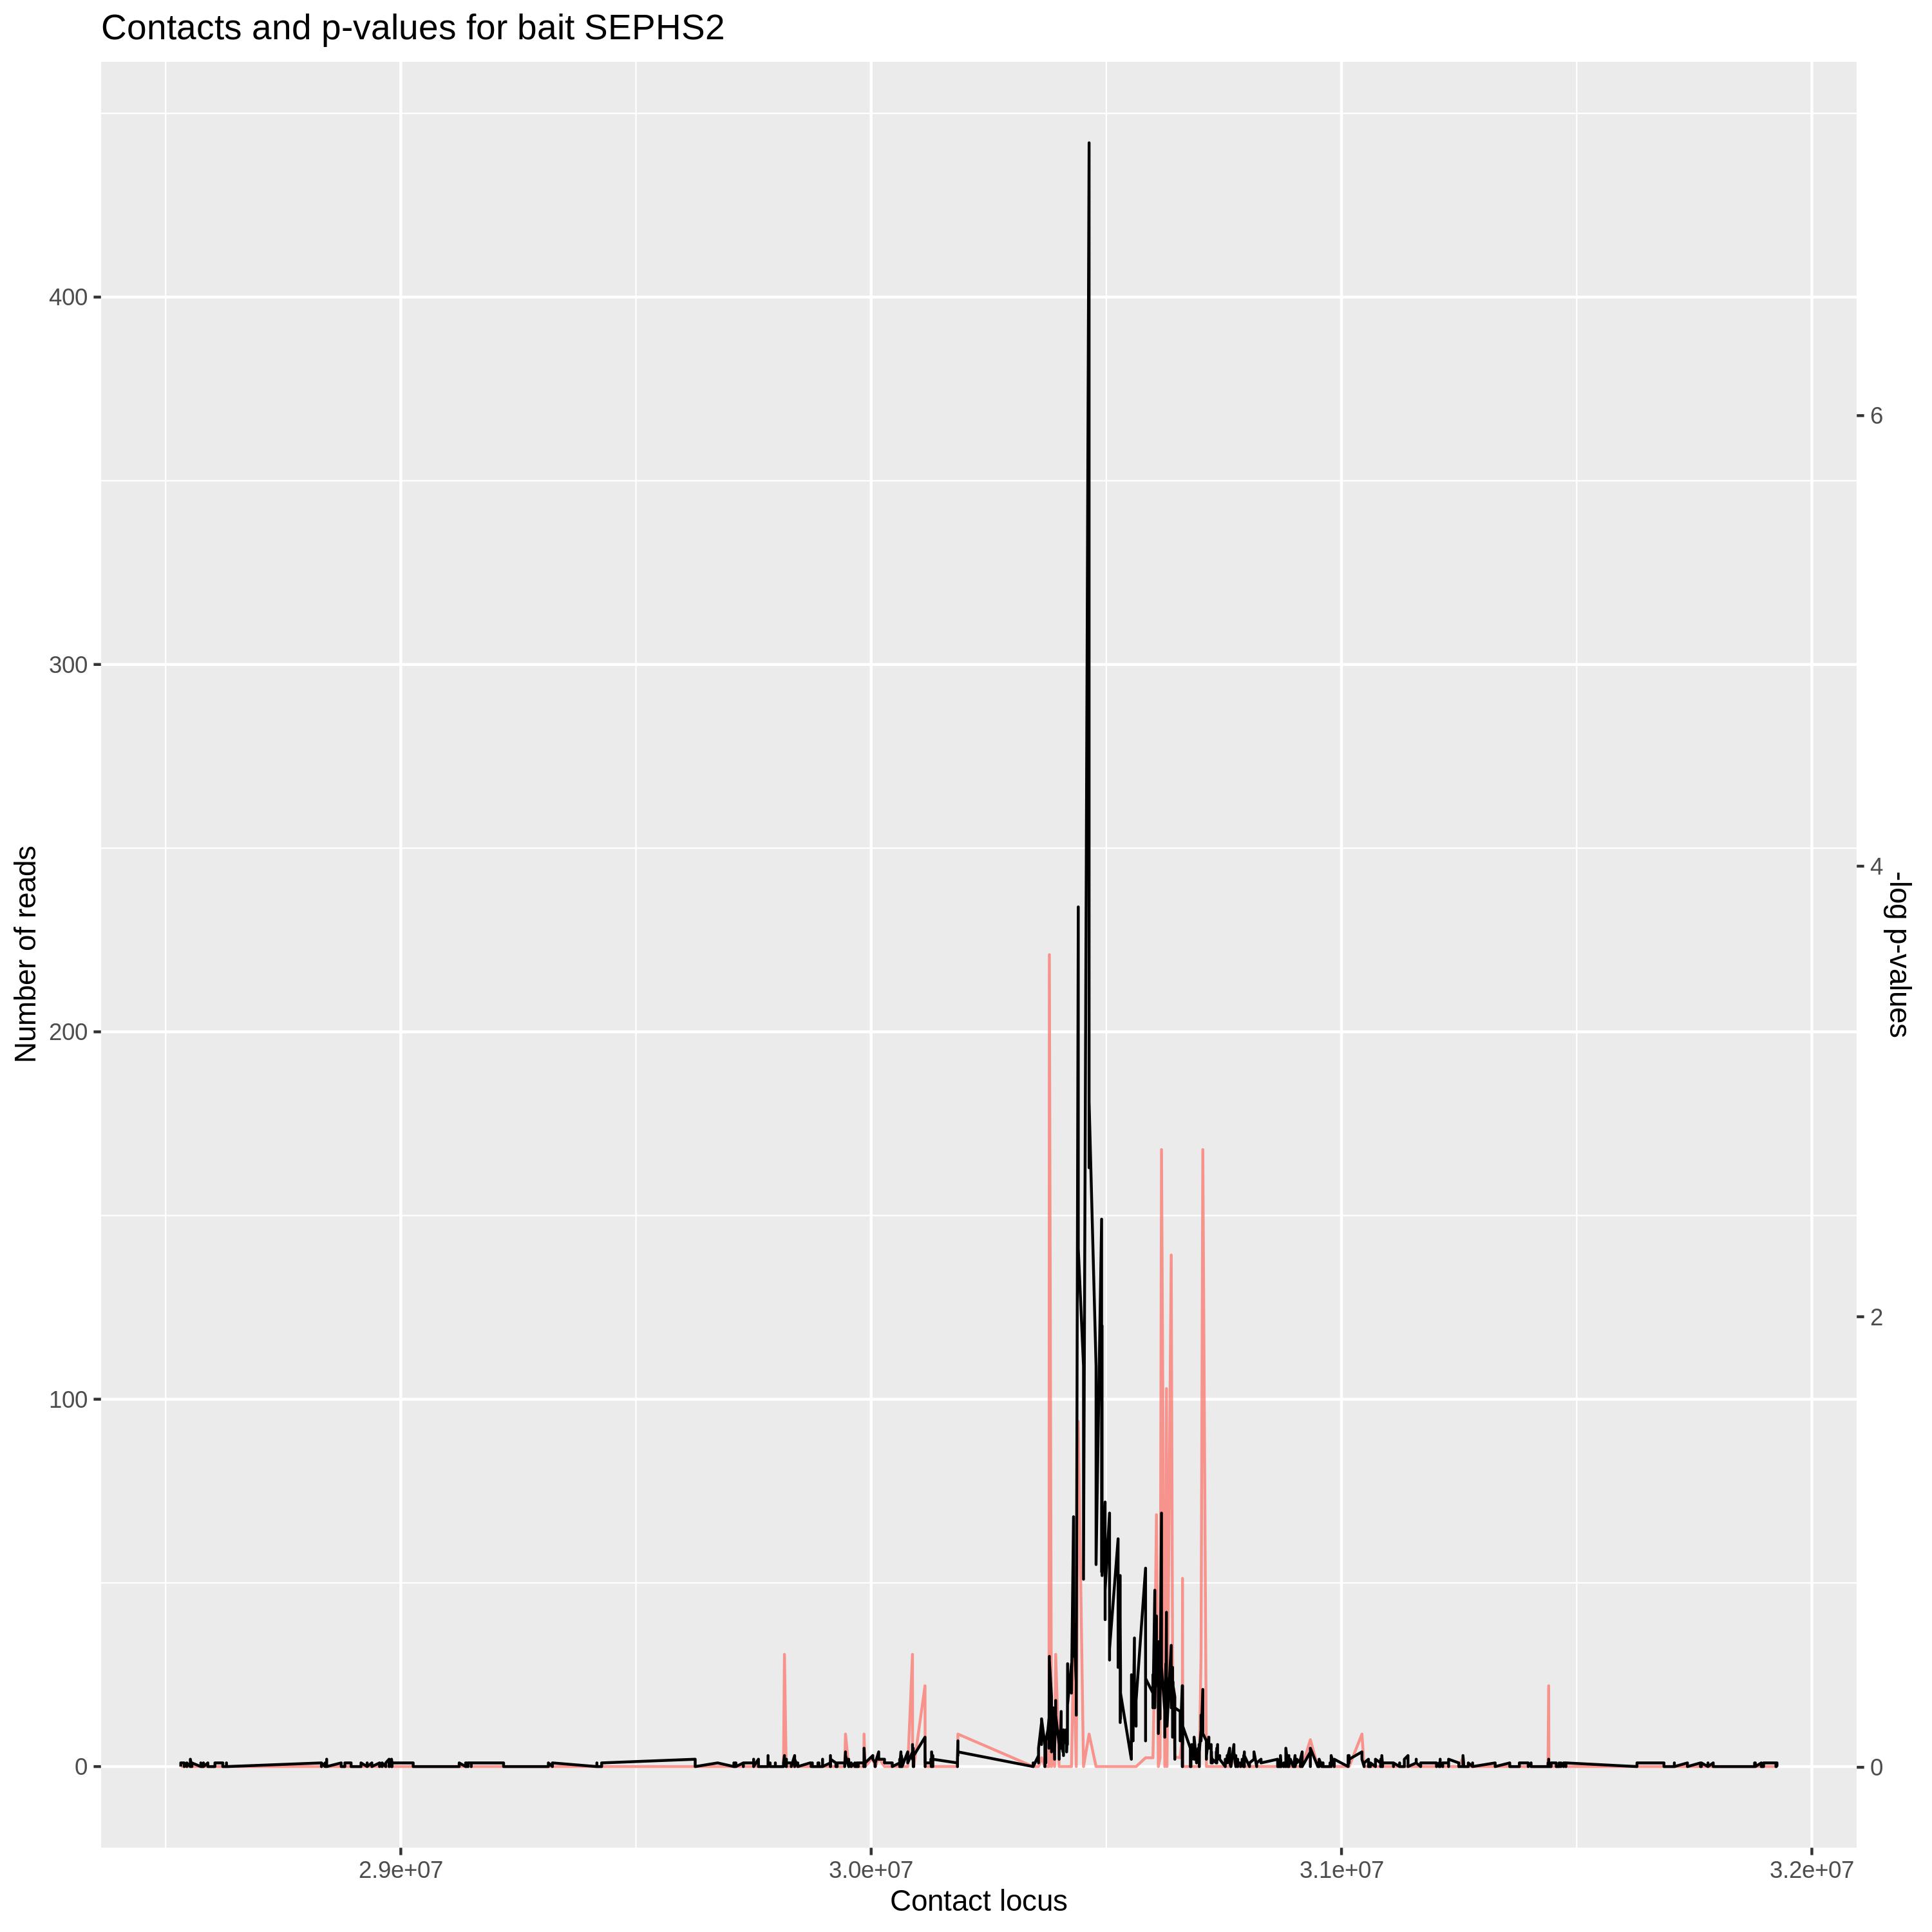 Contacts and p-values for bait SEPHS2
Number of reads
400
300
200
100
0
6
4
2
0
-log p-values
2.9e+07
3.0e+07
3.1e+07
3.2e+07
Contact locus